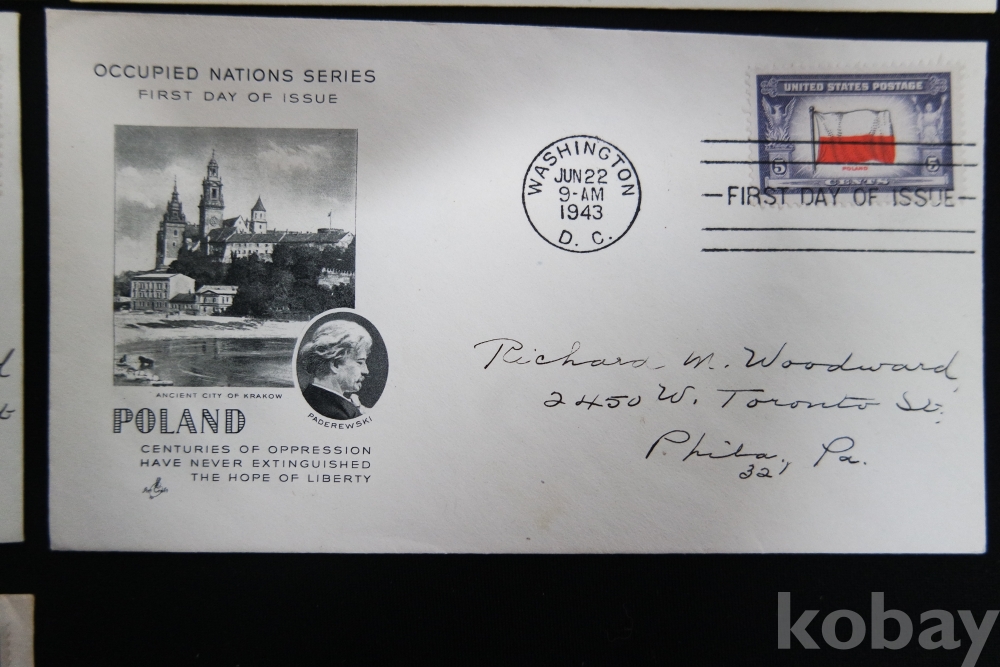 OCCUPIED NATIONS SERIES
FIRST DAY OF ISSUE
ANCIENT CITY OF KRAKOW
PADEREWSKI
POLAND
CENTURIES OF OPPRESSION
HAVE NEVER EXTINGUISHED
THE HOPE OF LIBERTY
WASHINGTON
JUN 22
9-AM
1943
D. C.
UNITED STATES POSTAGE
POLAND
5 CENTS 5
FIRST DAY OF ISSUE
Richard M. Woodward
2450 W. Toronto St.
Phila, Pa.
32
kobay